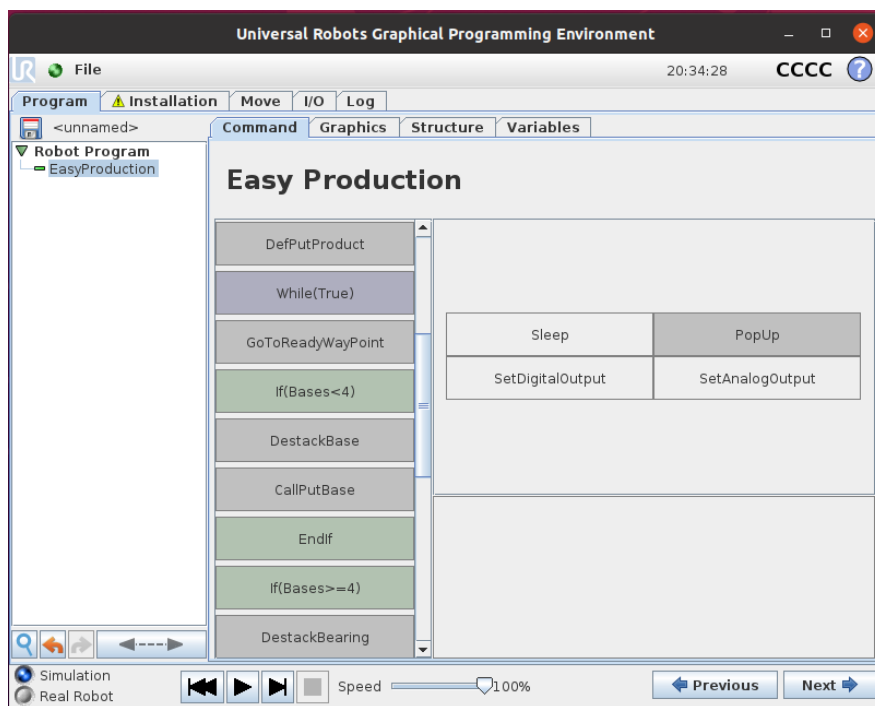 Universal Robots Graphical Programming Environment
UR File 20:34:28 CCCC ?
Program Installation Move I/O Log
<unnamed> Command Graphics Structure Variables
Robot Program
EasyProduction
Easy Production
DefPutProduct
While(True)
GoToReadyWayPoint
Sleep PopUp
If(Bases<4)
SetDigitalOutput SetAnalogOutput
DestackBase
CallPutBase
EndIf
If(Bases>=4)
DestackBearing
Simulation
Real Robot
Speed 100%
Previous Next